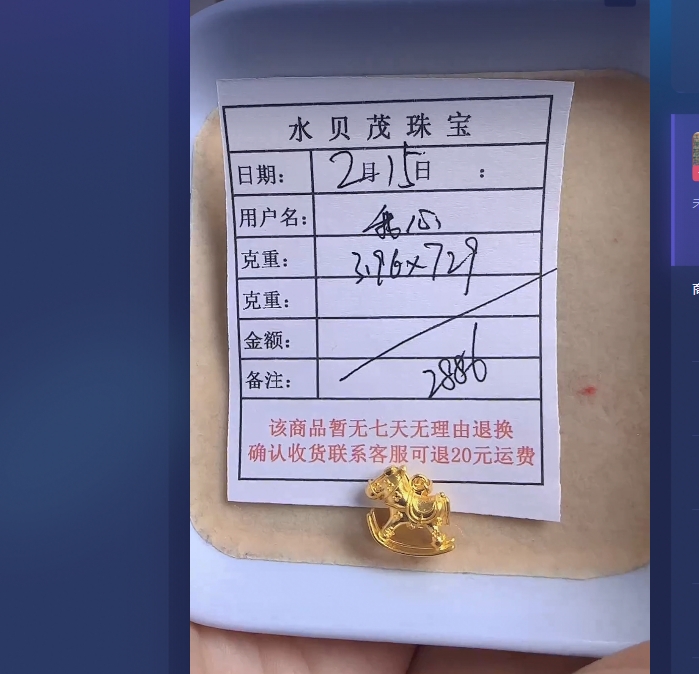 水贝茂珠宝
日期： 2月15日 ：
用户名：
克重： 3.96x729
克重：
金额：
备注： 2886
该商品暂无七天无理由退换
确认收货联系客服可退20元运费